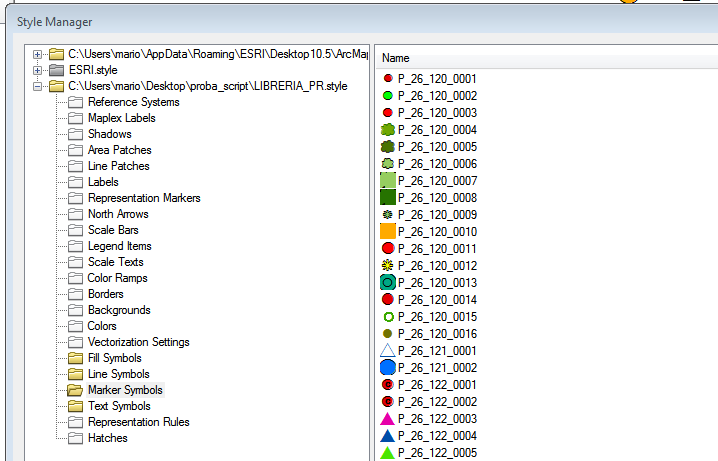 Style Manager
C:\Users\mario\AppData\Roaming\ESRI\Desktop10.5\ArcMap
ESRI.style
C:\Users\mario\Desktop\proba_script\LIBRERIA_PR.style
Reference Systems
Maplex Labels
Shadows
Area Patches
Line Patches
Labels
Representation Markers
North Arrows
Scale Bars
Legend Items
Scale Texts
Color Ramps
Borders
Backgrounds
Colors
Vectorization Settings
Fill Symbols
Line Symbols
Marker Symbols
Text Symbols
Representation Rules
Hatches
Name
P_26_120_0001
P_26_120_0002
P_26_120_0003
P_26_120_0004
P_26_120_0005
P_26_120_0006
P_26_120_0007
P_26_120_0008
P_26_120_0009
P_26_120_0010
P_26_120_0011
P_26_120_0012
P_26_120_0013
P_26_120_0014
P_26_120_0015
P_26_120_0016
P_26_121_0001
P_26_121_0002
P_26_122_0001
P_26_122_0002
P_26_122_0003
P_26_122_0004
P_26_122_0005